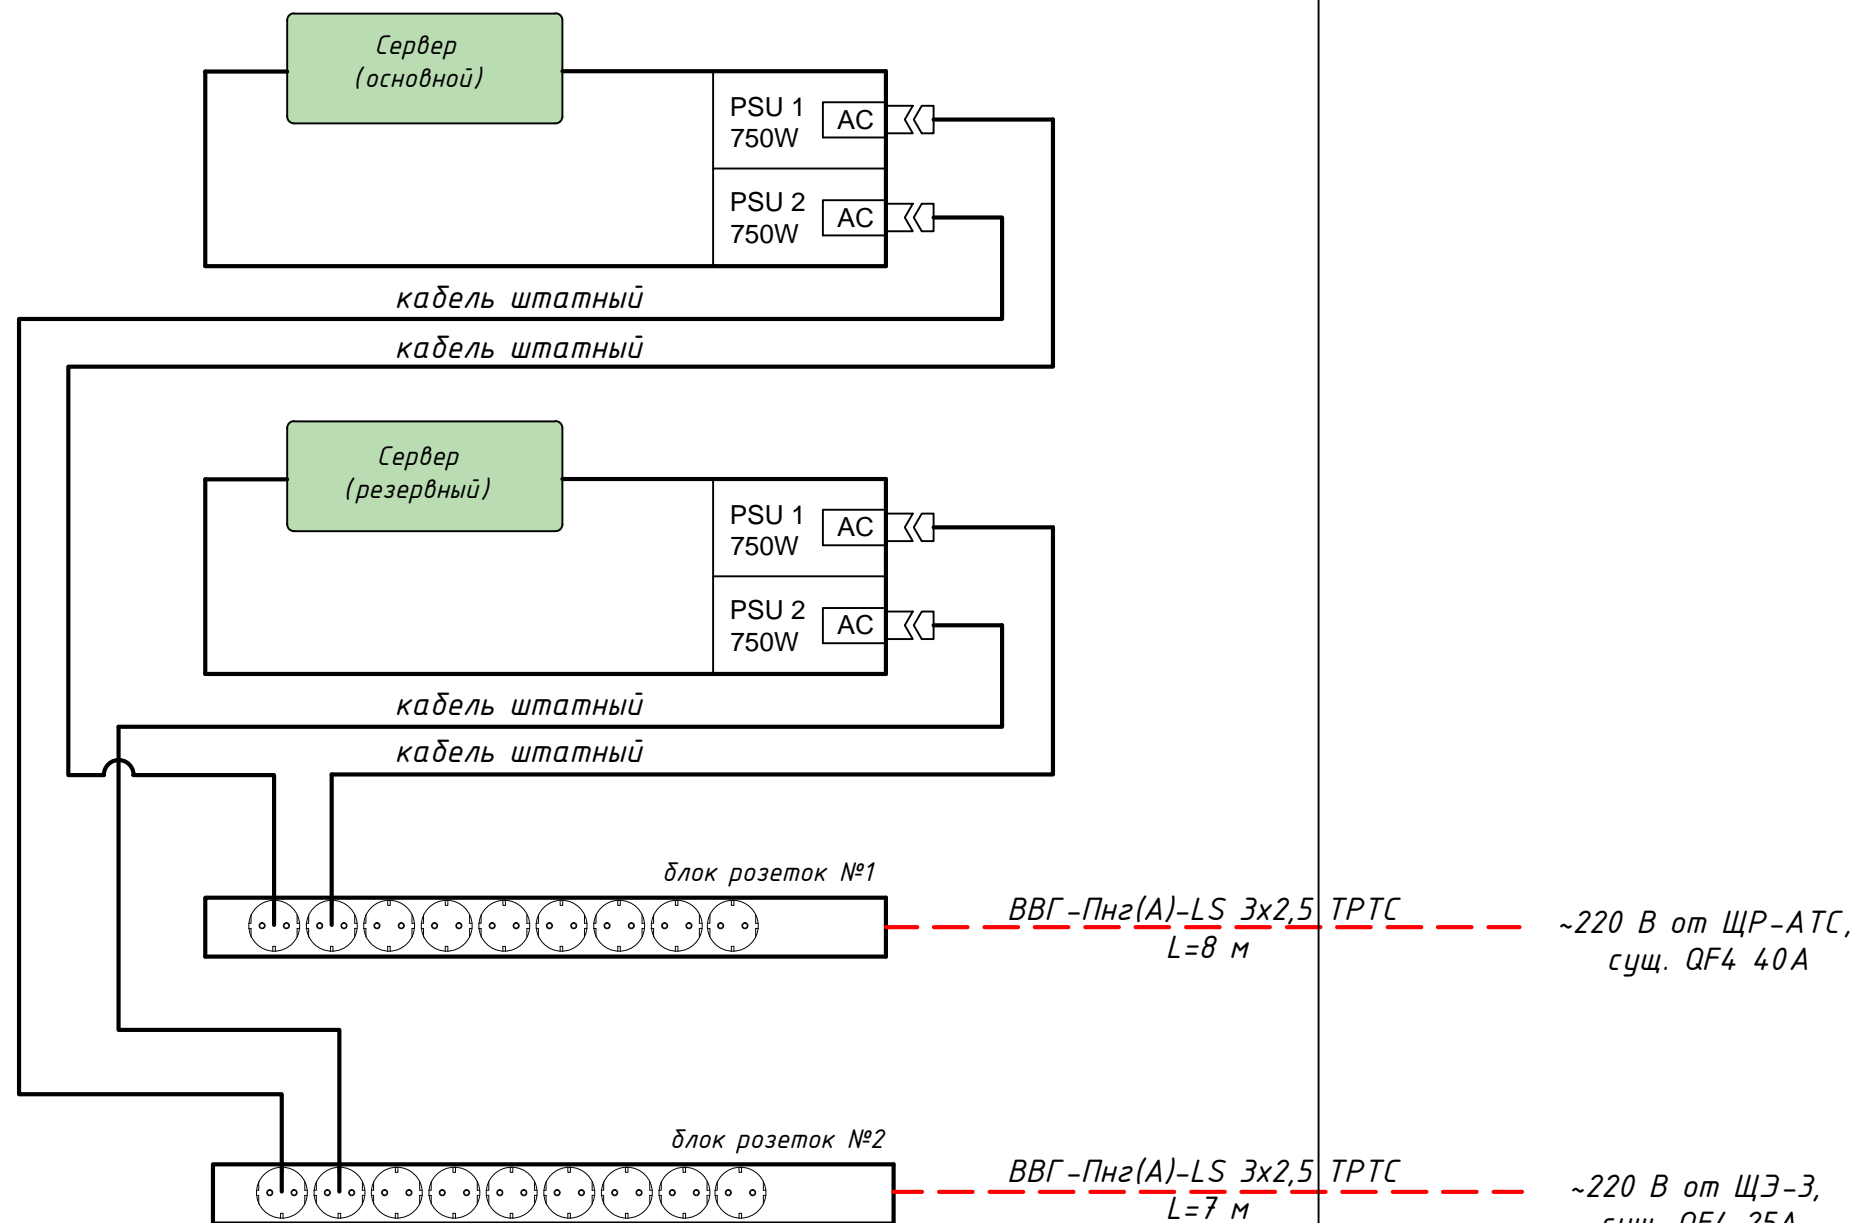 Сервер
(основной)
PSU 1
750W
AC
PSU 2
750W
AC
кабель штатный
кабель штатный
Сервер
(резервный)
PSU 1
750W
AC
PSU 2
750W
AC
кабель штатный
кабель штатный
блок розеток №1
ВВГ-Пнг(А)-LS 3х2,5 ТРТС
L=8 м
~220 В от ЩР-АТС,
сущ. QF4 40А
блок розеток №2
ВВГ-Пнг(А)-LS 3х2,5 ТРТС
L=7 м
~220 В от ЩЭ-3,
сущ. QF4 25А